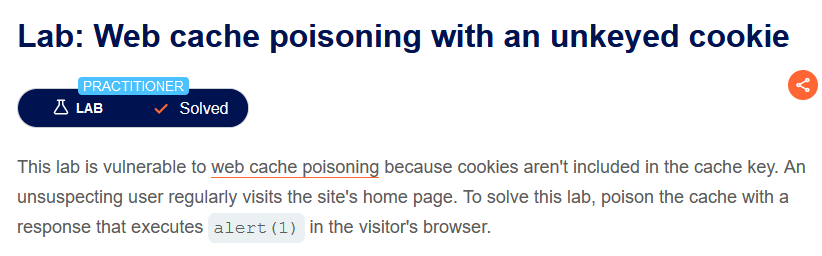 Lab: Web cache poisoning with an unkeyed cookie
PRACTITIONER
LAB Solved
This lab is vulnerable to web cache poisoning because cookies aren't included in the cache key. An
unsuspecting user regularly visits the site's home page. To solve this lab, poison the cache with a
response that executes alert(1) in the visitor's browser.